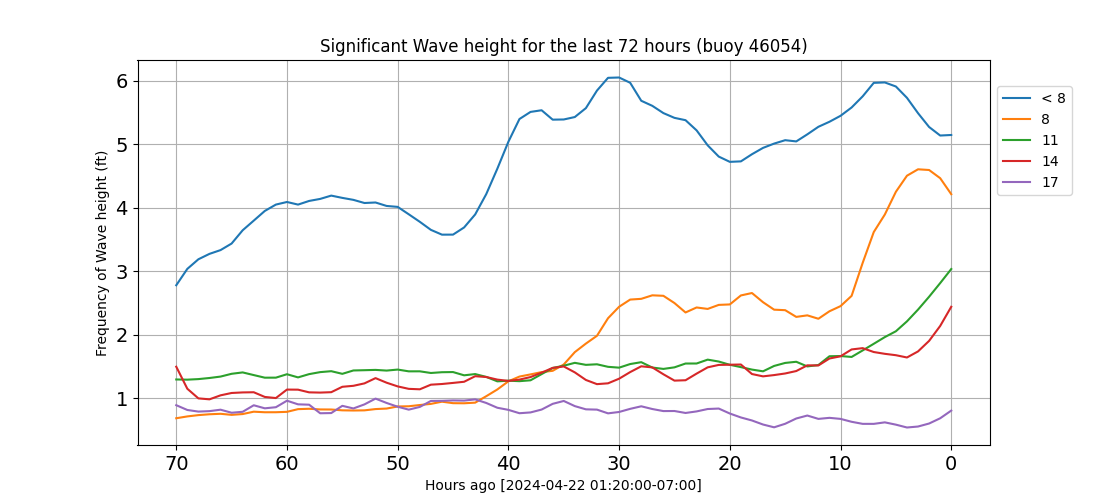 Significant Wave height for the last 72 hours (buoy 46054)
Frequency of Wave height (ft)
6
5
4
3
2
1
70 60 50 40 30 20 10 0
Hours ago [2024-04-22 01:20:00-07:00]
< 8
8
11
14
17